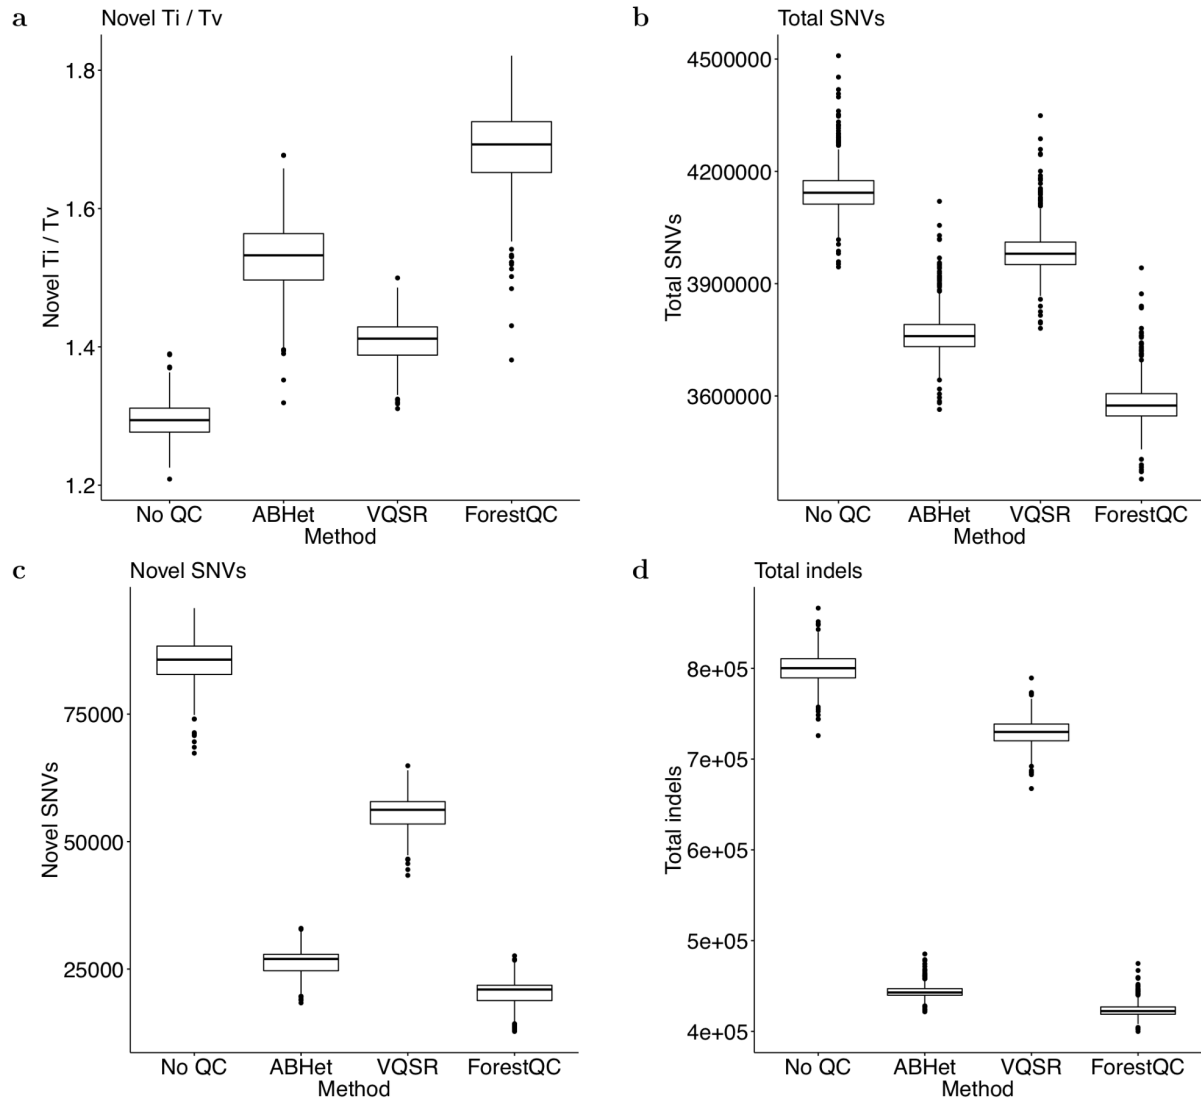 a Novel Ti / Tv
Novel Ti / Tv
1.8
1.6
1.4
1.2
No QC ABHet VQSR ForestQC
Method
b Total SNVs
Total SNVs
4500000
4200000
3900000
3600000
No QC ABHet VQSR ForestQC
Method
c Novel SNVs
Novel SNVs
75000
50000
25000
No QC ABHet VQSR ForestQC
Method
d Total indels
Total indels
8e+05
7e+05
6e+05
5e+05
4e+05
No QC ABHet VQSR ForestQC
Method